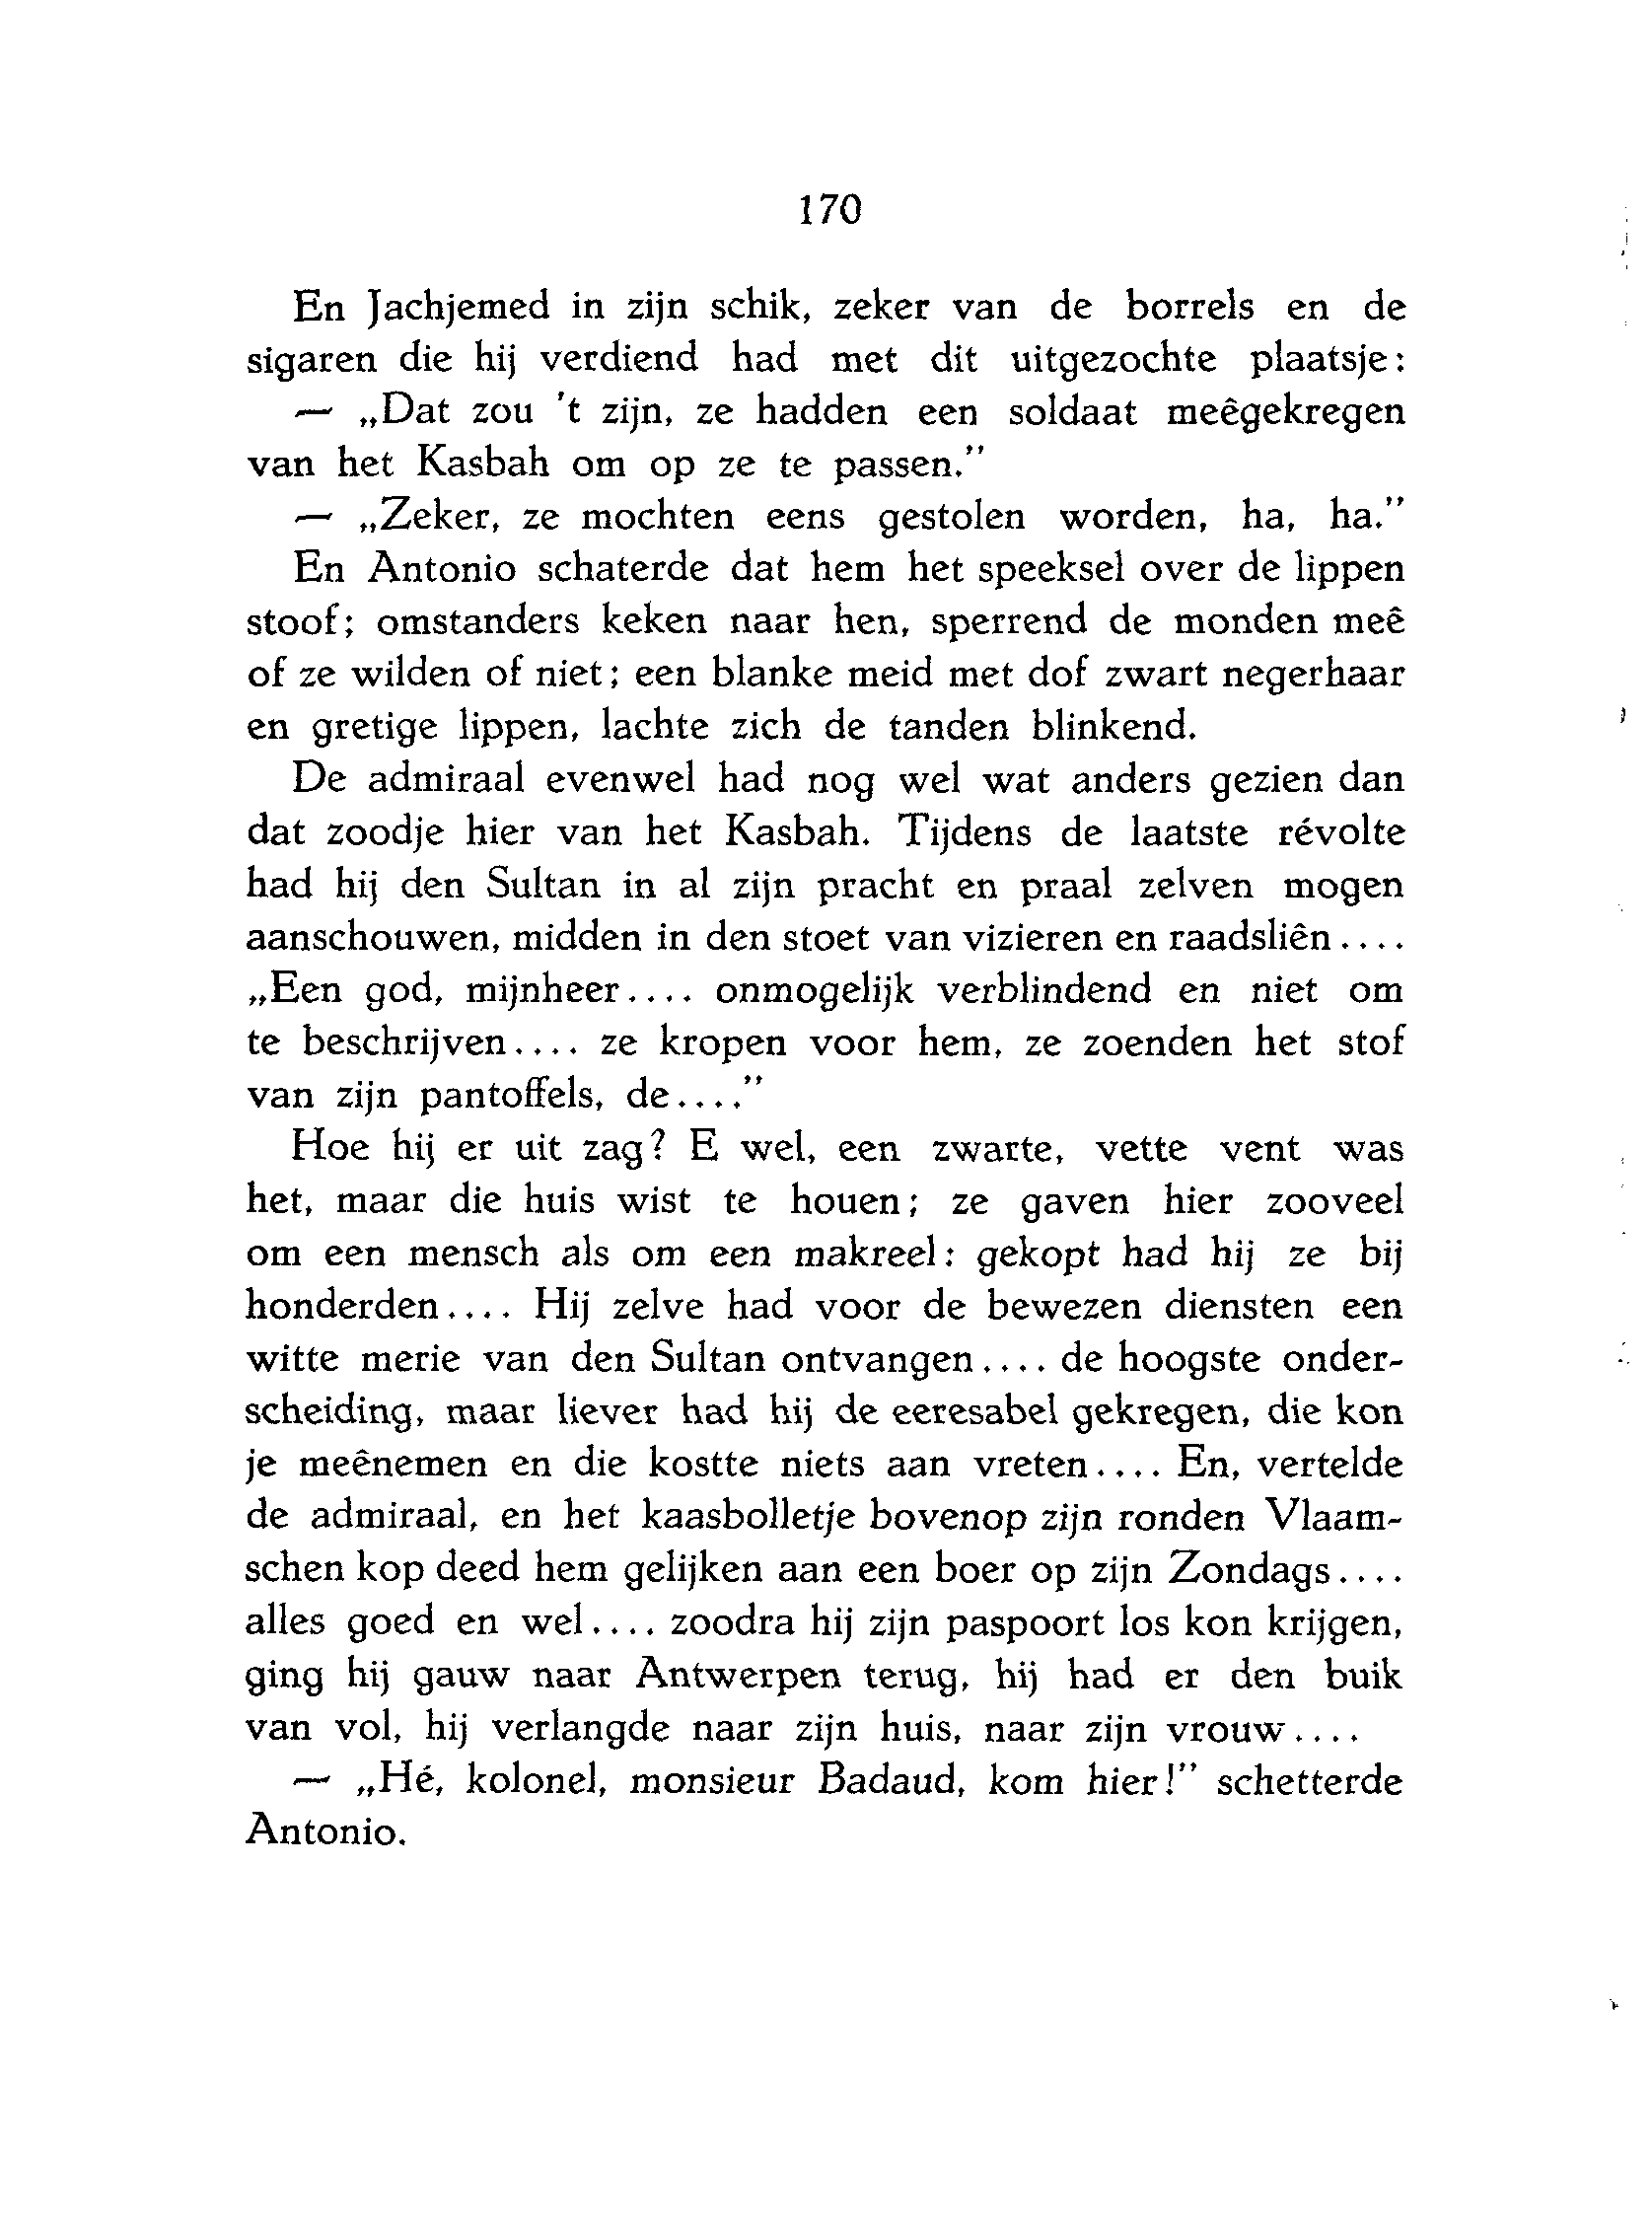 170
En Jachjemed in zijn schik, zeker van de borrels en de
sigaren die hij verdiend had met dit uitgezochte plaatsje:
— „Dat zou 't zijn, ze hadden een soldaat meêgekregen
van het Kasbah om op ze te passen.”
— „Zeker, ze mochten eens gestolen worden, ha, ha.”
En Antonio schaterde dat hem het speeksel over de lippen
stoof; omstanders keken naar hen, sperrend de monden meê
of ze wilden of niet; een blanke meid met dof zwart negerhaar
en gretige lippen, lachte zich de tanden blinkend.
De admiraal evenwel had nog wel wat anders gezien dan
dat zoodje hier van het Kasbah. Tijdens de laatste révolte
had hij den Sultan in al zijn pracht en praal zelven mogen
aanschouwen, midden in den stoet van vizieren en raadsliên....
„Een god, mijnheer.... onmogelijk verblindend en niet om
te beschrijven.... ze kropen voor hem, ze zoenden het stof
van zijn pantoffels, de....”
Hoe hij er uit zag? E wel, een zwarte, vette vent was
het, maar die huis wist te houen; ze gaven hier zooveel
om een mensch als om een makreel: gekopt had hij ze bij
honderden.... Hij zelve had voor de bewezen diensten een
witte merie van den Sultan ontvangen.... de hoogste onder-
scheiding, maar liever had hij de eeresabel gekregen, die kon
je meênemen en die kostte niets aan vreten.... En, vertelde
de admiraal, en het kaasbolletje bovenop zijn ronden Vlaam-
schen kop deed hem gelijken aan een boer op zijn Zondags....
alles goed en wel.... zoodra hij zijn paspoort los kon krijgen,
ging hij gauw naar Antwerpen terug, hij had er den buik
van vol, hij verlangde naar zijn huis, naar zijn vrouw....
— „Hé, kolonel, monsieur Badaud, kom hier!” schetterde
Antonio.